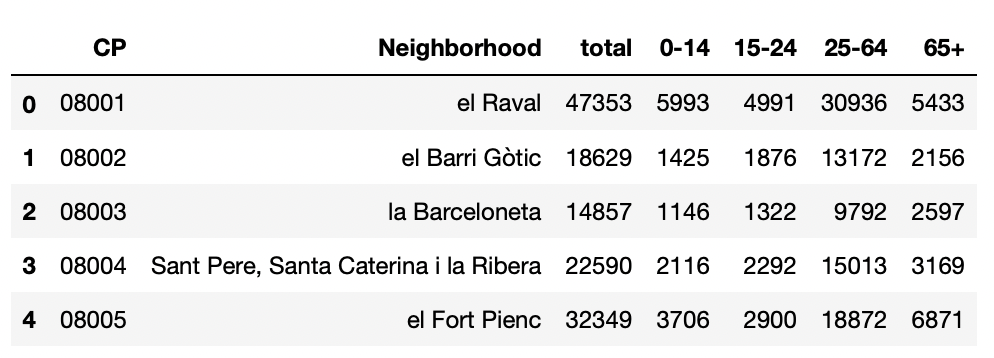 CP Neighborhood total 0-14 15-24 25-64 65+
0 08001 el Raval 47353 5993 4991 30936 5433
1 08002 el Barri Gòtic 18629 1425 1876 13172 2156
2 08003 la Barceloneta 14857 1146 1322 9792 2597
3 08004 Sant Pere, Santa Caterina i la Ribera 22590 2116 2292 15013 3169
4 08005 el Fort Pienc 32349 3706 2900 18872 6871